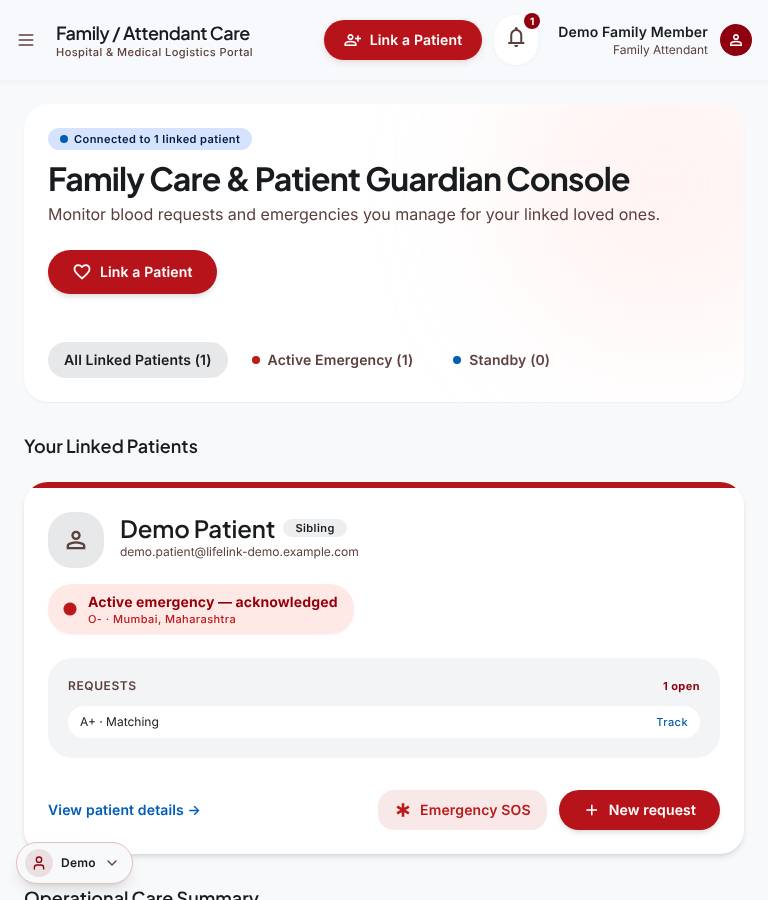 Family / Attendant Care
Hospital & Medical Logistics Portal
Link a Patient
1
Demo Family Member
Family Attendant
Connected to 1 linked patient
Family Care & Patient Guardian Console
Monitor blood requests and emergencies you manage for your linked loved ones.
Link a Patient
All Linked Patients (1)
Active Emergency (1)
Standby (0)
Your Linked Patients
Demo Patient
Sibling
demo.patient@lifelink-demo.example.com
Active emergency — acknowledged
O- · Mumbai, Maharashtra
REQUESTS
1 open
A+ · Matching
Track
View patient details →
Emergency SOS
New request
Demo
Operational Care Summary